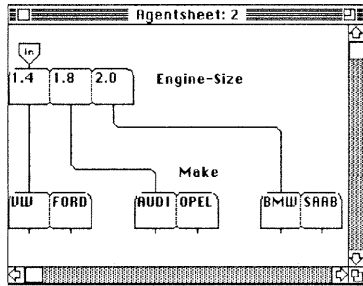 Agentsheet: 2
in
1.4 1.8 2.0 Engine-Size
Make
VW FORD AUDI OPEL BMW SAAB